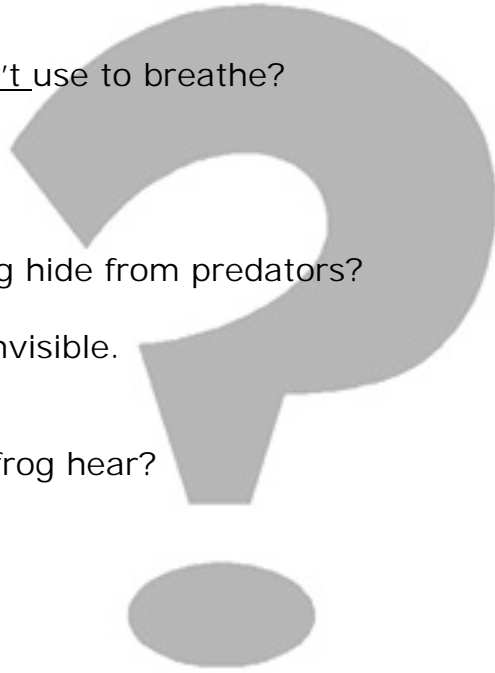 't use to breathe?
g hide from predators?
nvisible.
frog hear?